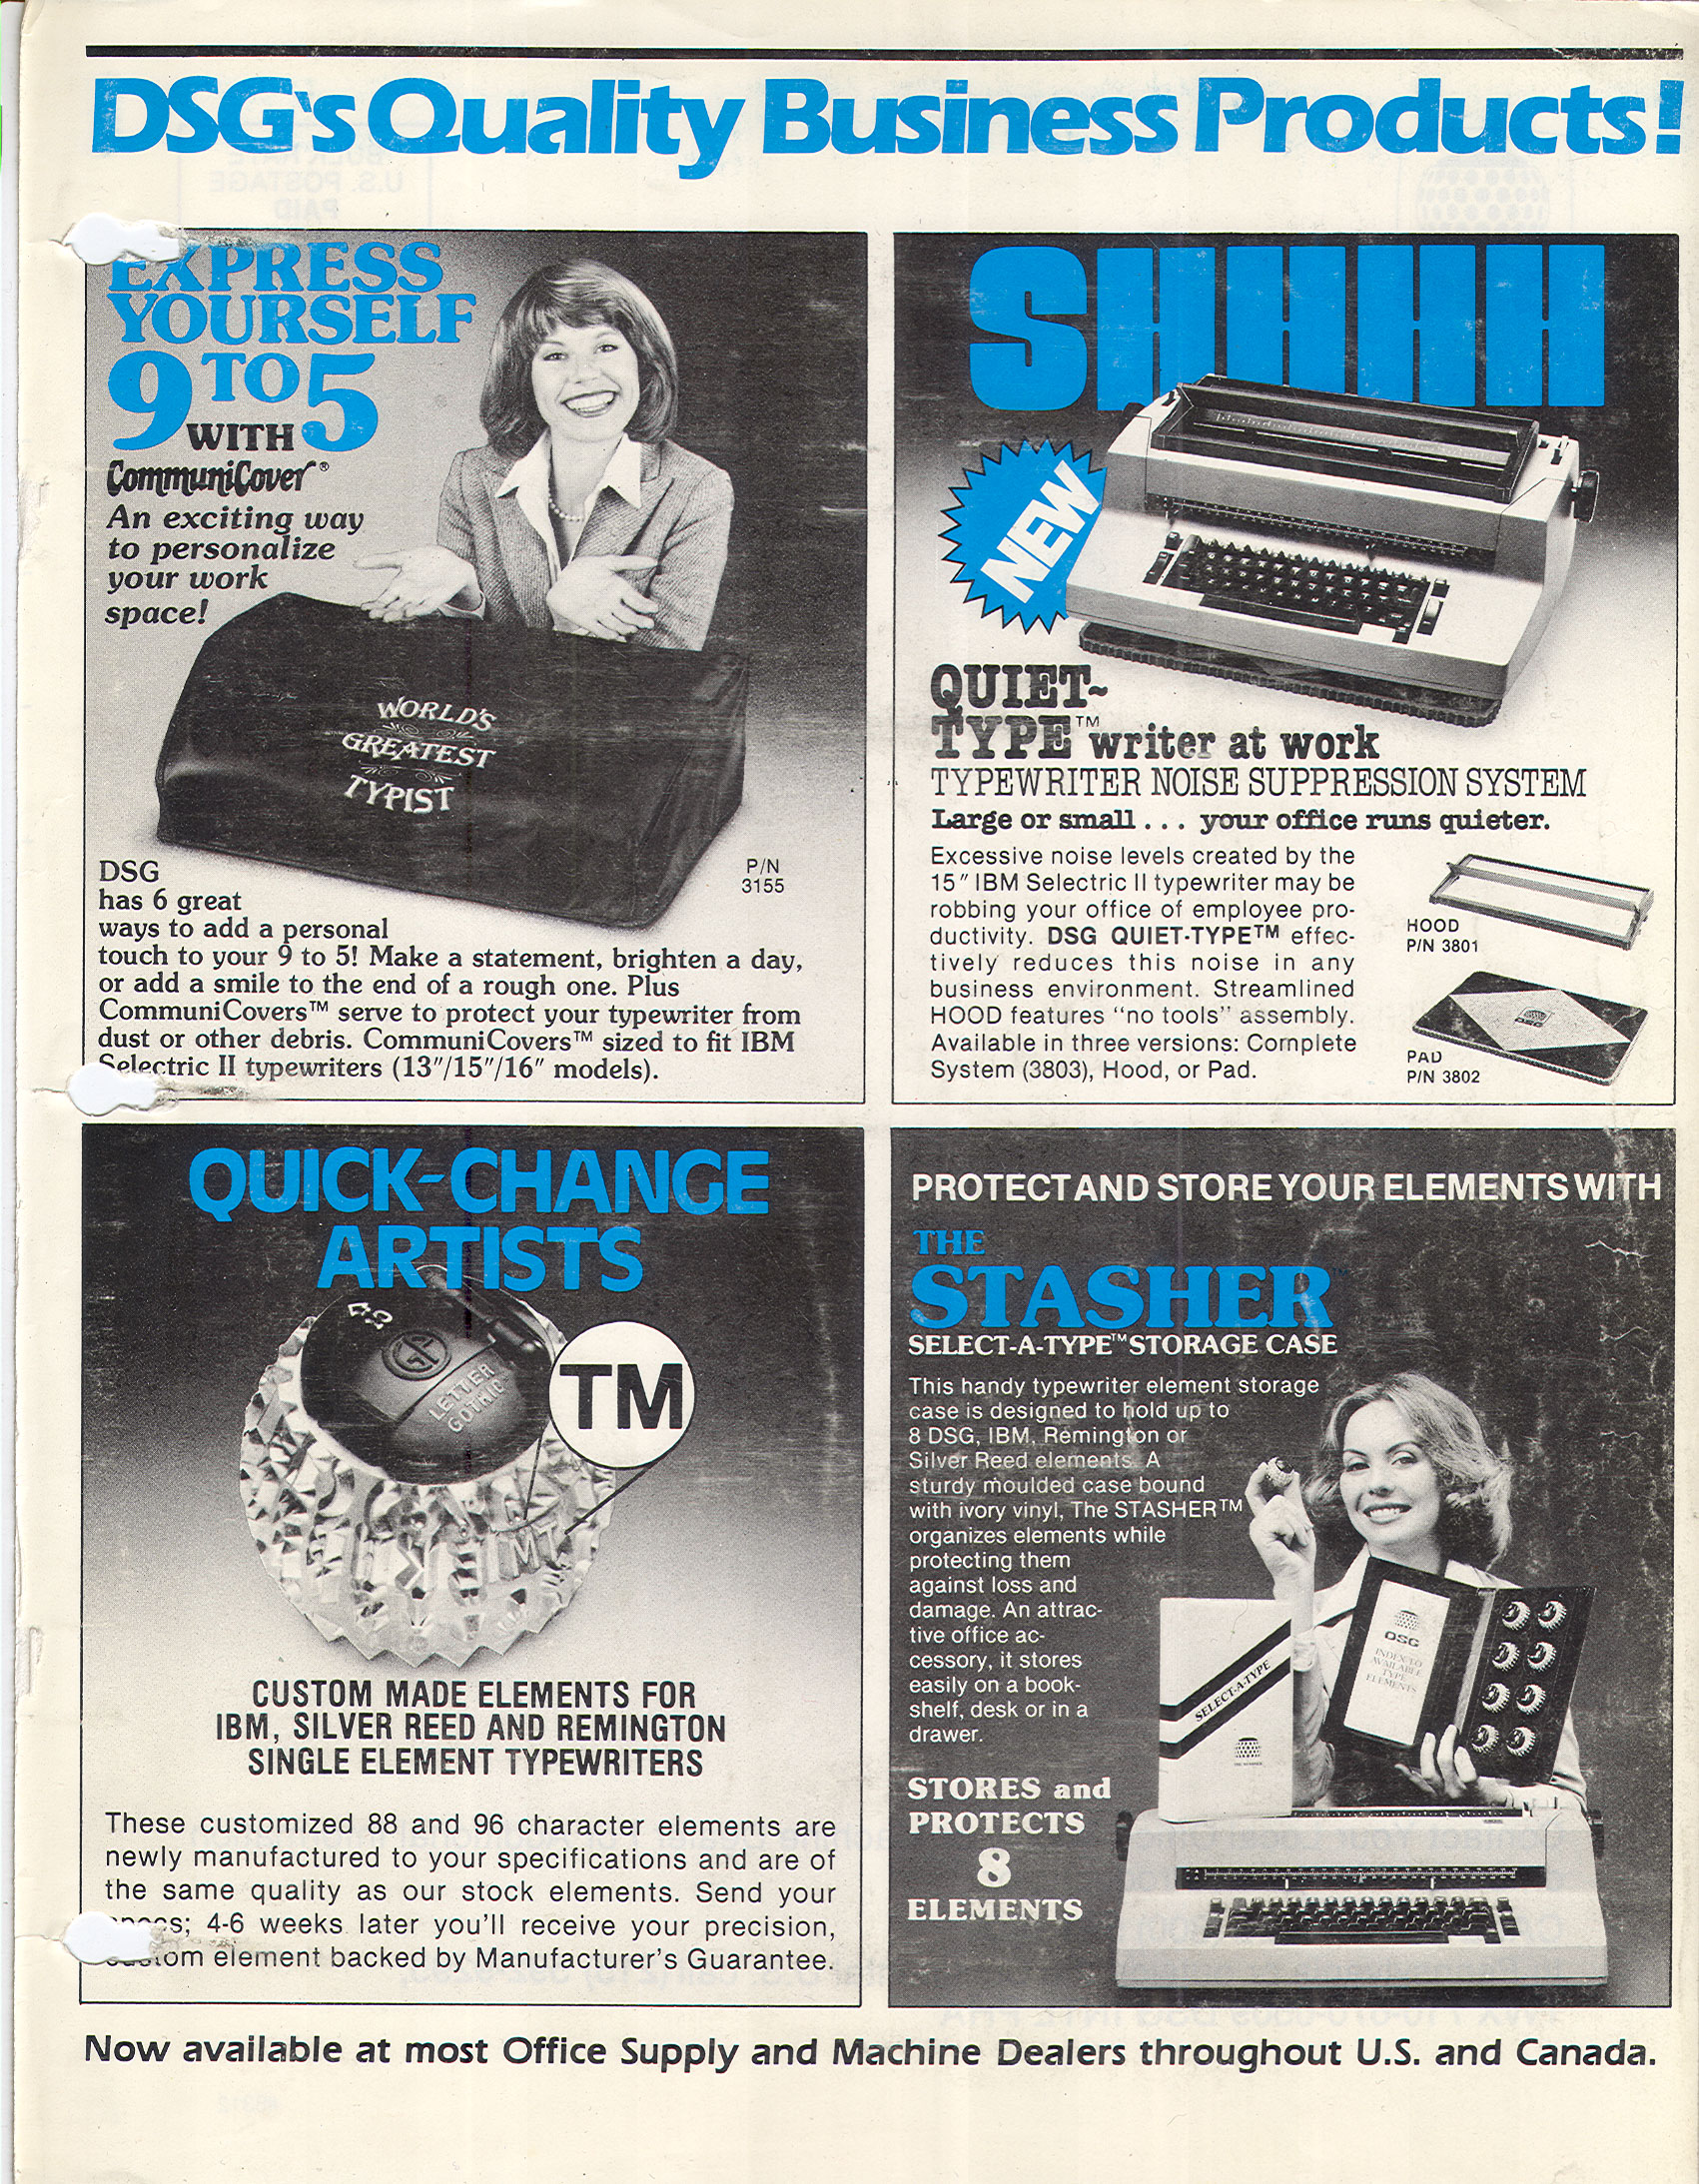 DSG's Quality Business Products!
EXPRESS
YOURSELF
9 TO 5
WITH
CommuniCover®
An exciting way
to personalize
your work
space!
WORLD'S
GREATEST
TYPIST
P/N
3155
DSG
has 6 great
ways to add a personal
touch to your 9 to 5! Make a statement, brighten a day,
or add a smile to the end of a rough one. Plus
CommuniCovers™ serve to protect your typewriter from
dust or other debris. CommuniCovers™ sized to fit IBM
Selectric II typewriters (13"/15"/16" models).
SHHHH
NEW
QUIET-
TYPE™writer at work
TYPEWRITER NOISE SUPPRESSION SYSTEM
Large or small . . . your office runs quieter.
Excessive noise levels created by the
15" IBM Selectric II typewriter may be
robbing your office of employee pro-
ductivity. DSG QUIET-TYPE™ effec-
tively reduces this noise in any
business environment. Streamlined
HOOD features "no tools" assembly.
Available in three versions: Complete
System (3803), Hood, or Pad.
HOOD
P/N 3801
DSG
PAD
P/N 3802
QUICK-CHANGE
ARTISTS
GP
LETTER
GOTHIC
TM
CUSTOM MADE ELEMENTS FOR
IBM, SILVER REED AND REMINGTON
SINGLE ELEMENT TYPEWRITERS
These customized 88 and 96 character elements are
newly manufactured to your specifications and are of
the same quality as our stock elements. Send your
specs; 4-6 weeks later you'll receive your precision,
custom element backed by Manufacturer's Guarantee.
PROTECT AND STORE YOUR ELEMENTS WITH
THE
STASHER™
SELECT-A-TYPE™ STORAGE CASE
This handy typewriter element storage
case is designed to hold up to
8 DSG, IBM, Remington or
Silver Reed elements. A
sturdy moulded case bound
with ivory vinyl, The STASHER™
organizes elements while
protecting them
against loss and
damage. An attrac-
tive office ac-
cessory, it stores
easily on a book-
shelf, desk or in a
drawer.
STORES and
PROTECTS
8
ELEMENTS
SELECT-A-TYPE
DSG
INDEX TO
AVAILABLE
TYPE
ELEMENTS
Now available at most Office Supply and Machine Dealers throughout U.S. and Canada.